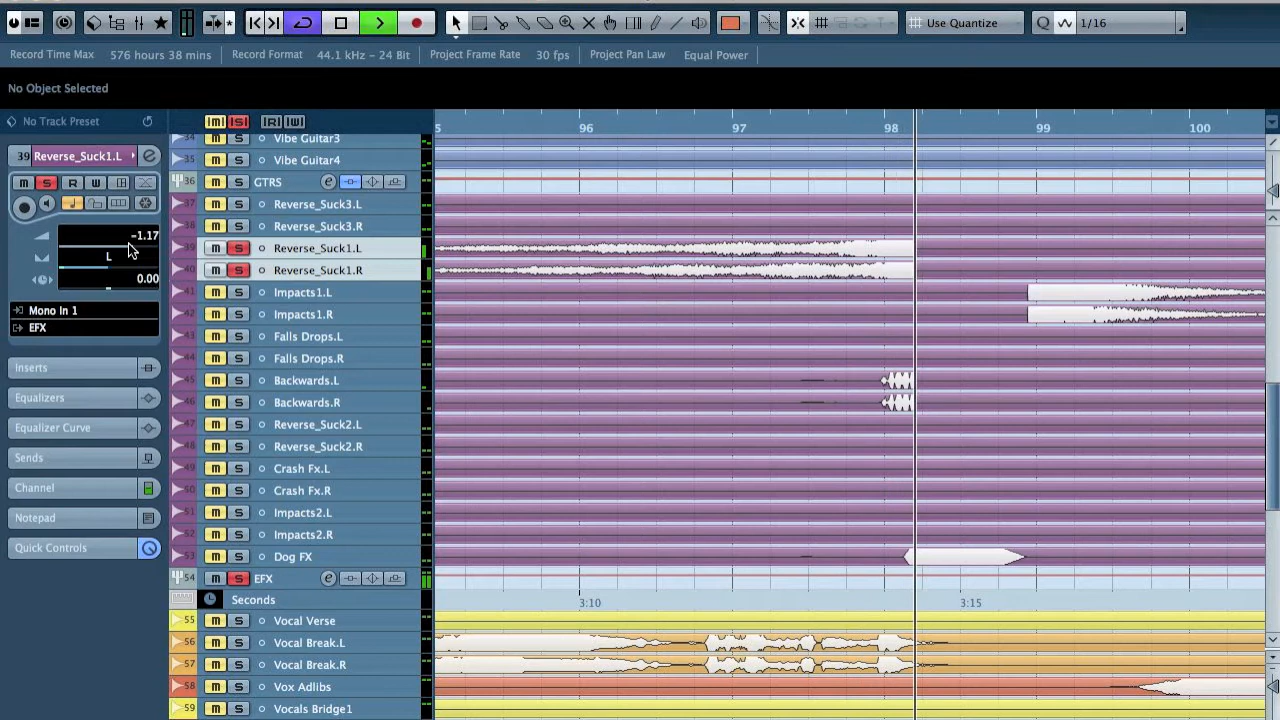 Use Quantize
Q
1/16
Record Time Max 576 hours 38 mins Record Format 44.1 kHz - 24 Bit Project Frame Rate 30 fps Project Pan Law Equal Power
No Object Selected
No Track Preset
[m] [S] [R] [W]
5 96 97 98 99 100
34 m S Vibe Guitar3
35 m S Vibe Guitar4
39 Reverse_Suck1.L e
m S R W
-1.17
L
0.00
Mono In 1
EFX
Inserts
Equalizers
Equalizer Curve
Sends
Channel
Notepad
Quick Controls
36 GTRS e
37 m S Reverse_Suck3.L
38 m S Reverse_Suck3.R
39 m S Reverse_Suck1.L
40 m S Reverse_Suck1.R
41 m S Impacts1.L
42 m S Impacts1.R
43 m S Falls Drops.L
44 m S Falls Drops.R
45 m S Backwards.L
46 m S Backwards.R
47 m S Reverse_Suck2.L
48 m S Reverse_Suck2.R
49 m S Crash Fx.L
50 m S Crash Fx.R
51 m S Impacts2.L
52 m S Impacts2.R
53 m S Dog FX
54 m S EFX e
Seconds 3:10 3:15
55 m S Vocal Verse
56 m S Vocal Break.L
57 m S Vocal Break.R
58 m S Vox Adlibs
59 m S Vocals Bridge1